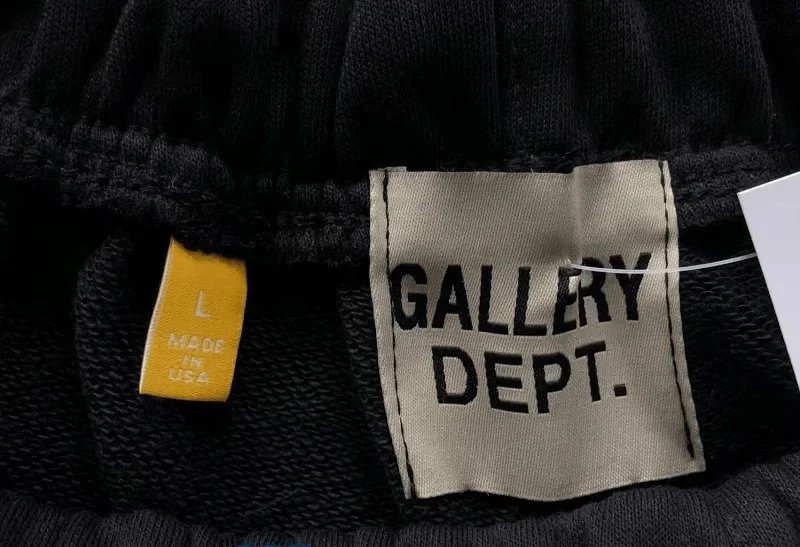 L
MADE
IN
USA
GALLERY
DEPT.